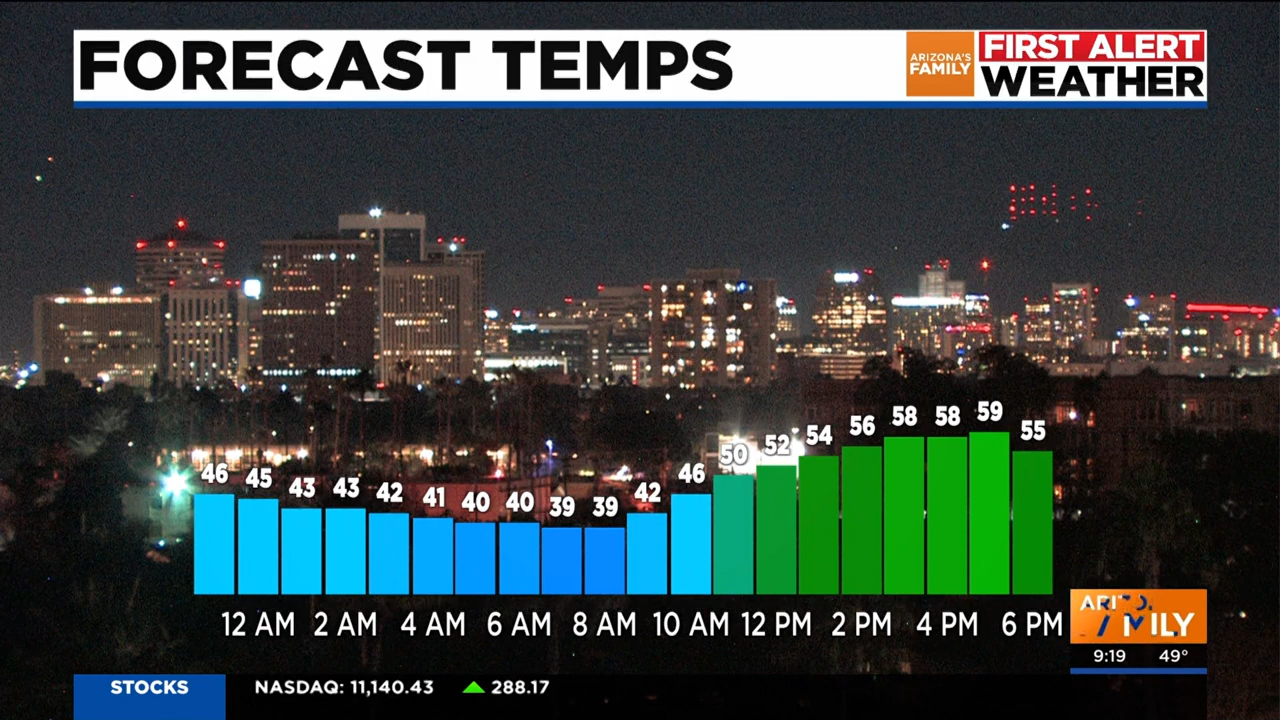 FORECAST TEMPS
ARIZONA'S FAMILY
FIRST ALERT
WEATHER
46 45 43 43 42 41 40 40 39 39 42 46 50 52 54 56 58 58 59 55
12 AM 2 AM 4 AM 6 AM 8 AM 10 AM 12 PM 2 PM 4 PM 6 PM
9:19 49°
STOCKS NASDAQ: 11,140.43 288.17